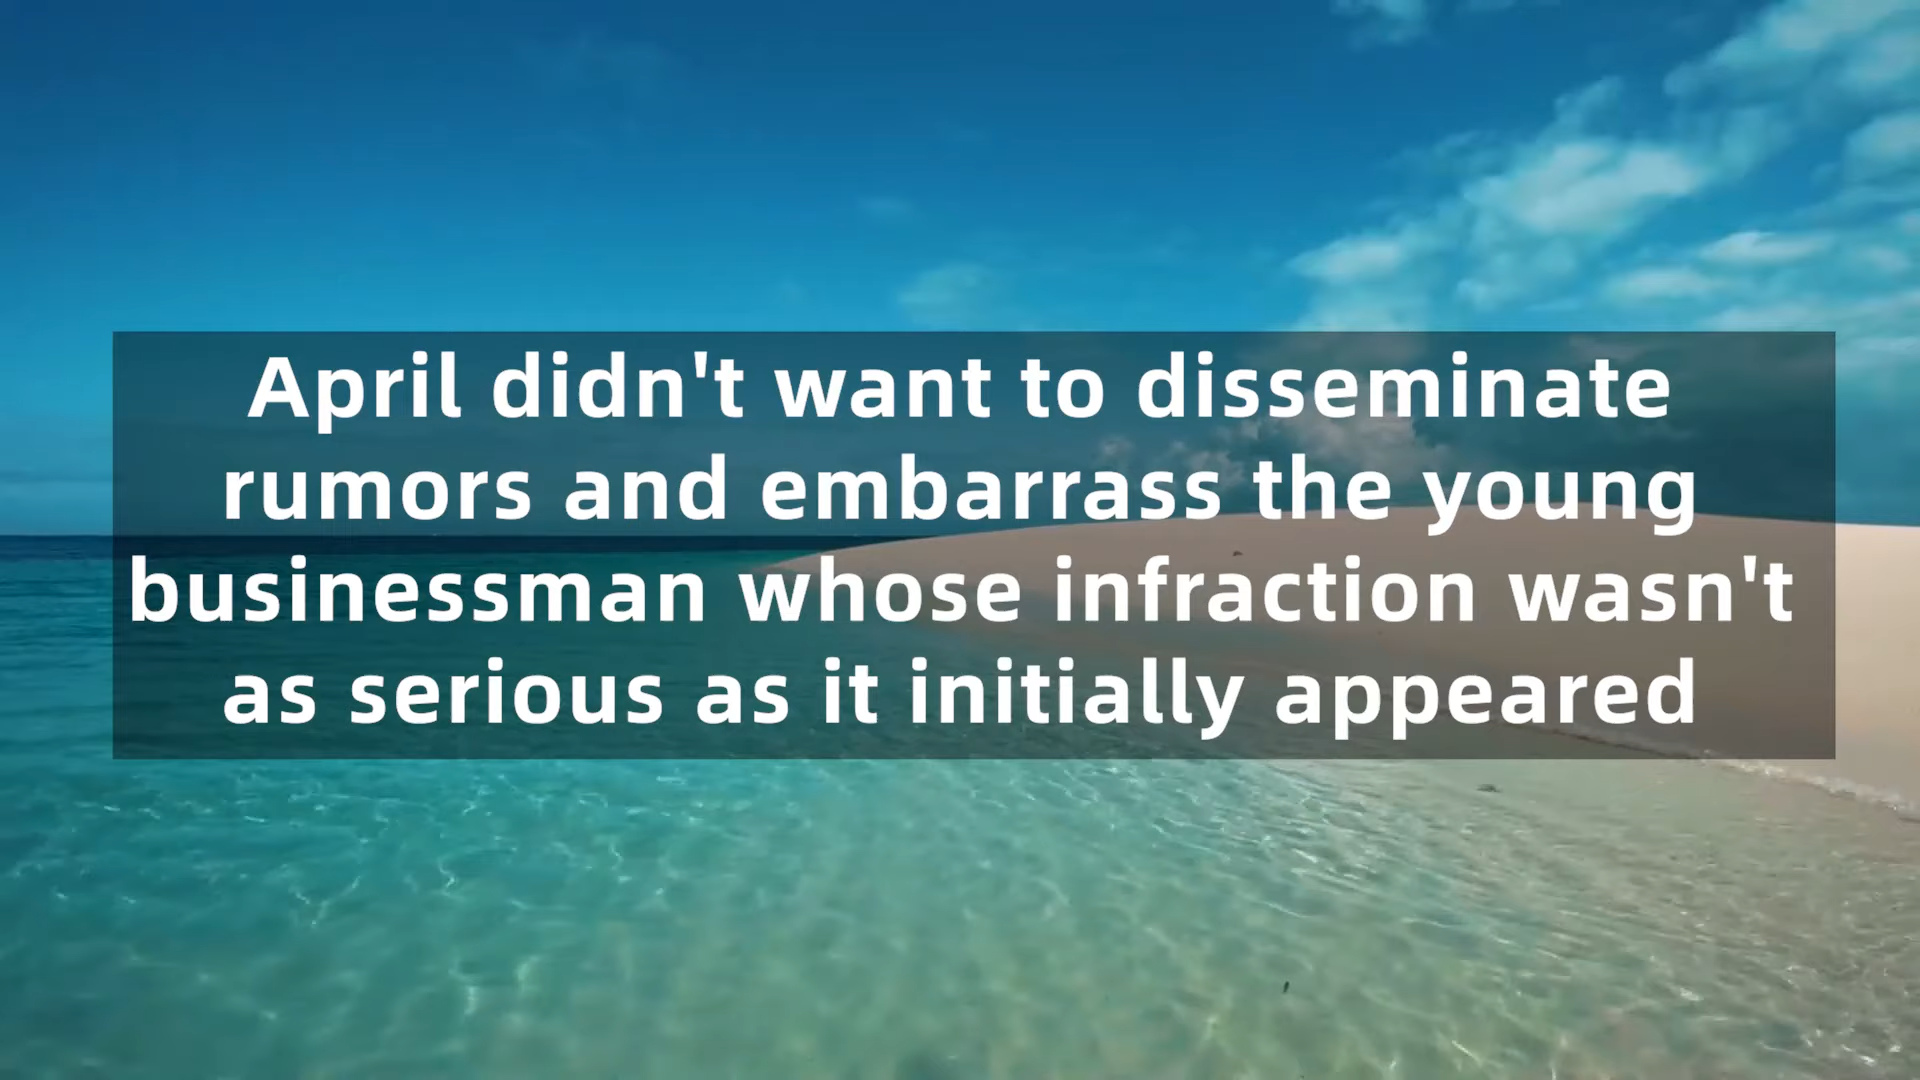 April didn't want to disseminate
rumors and embarrass the young
businessman whose infraction wasn't
as serious as it initially appeared